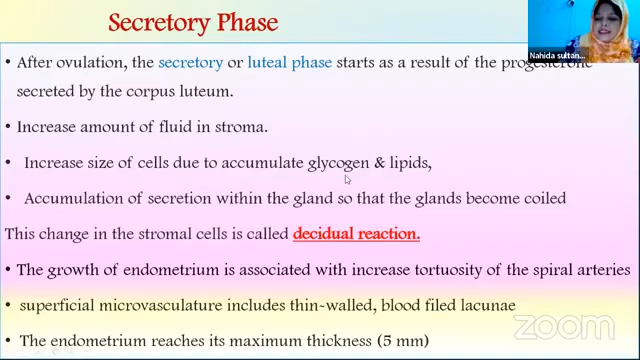 Secretory Phase
Nahida sultan...
• After ovulation, the secretory or luteal phase starts as a result of the progesterone
secreted by the corpus luteum.
• Increase amount of fluid in stroma.
• Increase size of cells due to accumulate glycogen & lipids,
• Accumulation of secretion within the gland so that the glands become coiled
This change in the stromal cells is called decidual reaction.
• The growth of endometrium is associated with increase tortuosity of the spiral arteries
• superficial microvasculature includes thin-walled, blood filed lacunae
• The endometrium reaches its maximum thickness (5 mm)
zoom